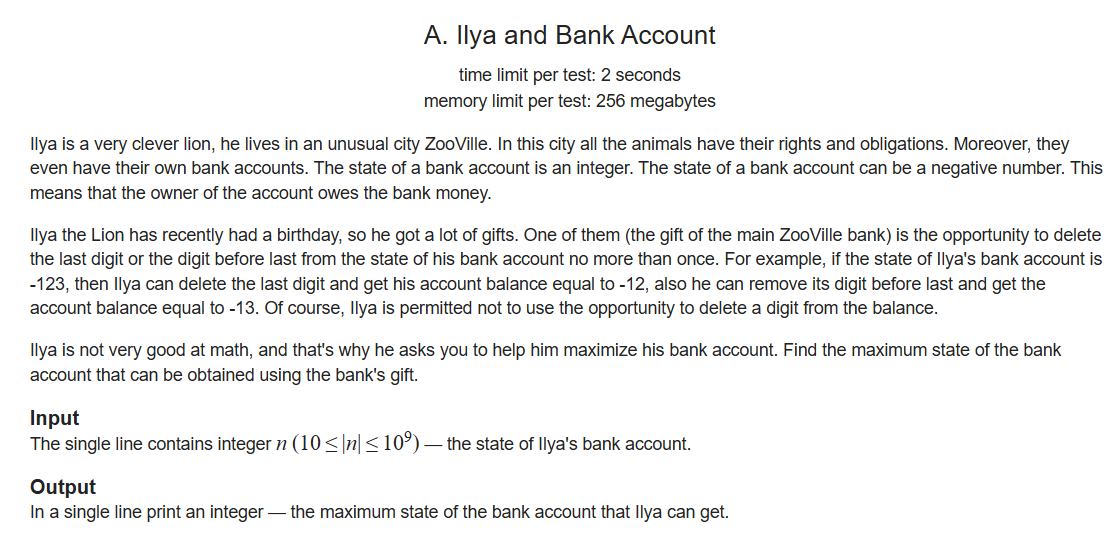 A. Ilya and Bank Account
time limit per test: 2 seconds
memory limit per test: 256 megabytes
Ilya is a very clever lion, he lives in an unusual city ZooVille. In this city all the animals have their rights and obligations. Moreover, they
even have their own bank accounts. The state of a bank account is an integer. The state of a bank account can be a negative number. This
means that the owner of the account owes the bank money.
Ilya the Lion has recently had a birthday, so he got a lot of gifts. One of them (the gift of the main ZooVille bank) is the opportunity to delete
the last digit or the digit before last from the state of his bank account no more than once. For example, if the state of Ilya's bank account is
-123, then Ilya can delete the last digit and get his account balance equal to -12, also he can remove its digit before last and get the
account balance equal to -13. Of course, Ilya is permitted not to use the opportunity to delete a digit from the balance.
Ilya is not very good at math, and that's why he asks you to help him maximize his bank account. Find the maximum state of the bank
account that can be obtained using the bank's gift.
Input
The single line contains integer n (10 ≤ |n| ≤ 10⁹) — the state of Ilya's bank account.
Output
In a single line print an integer — the maximum state of the bank account that Ilya can get.